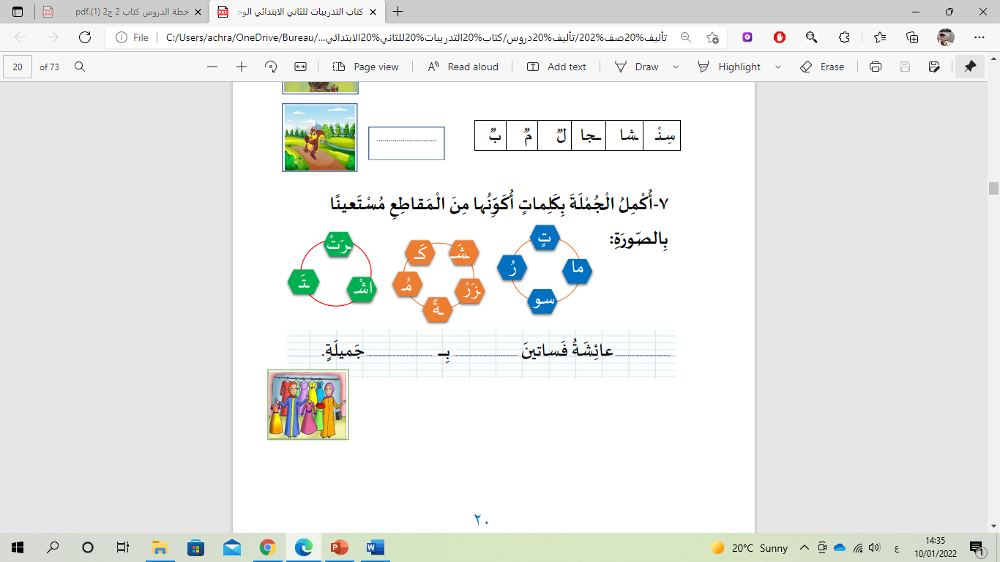 خطة الدروس كتاب 2 ج2 (1).pdf
كتاب التدريبات للثاني الابتدائي الوح
File
C:/Users/achra/OneDrive/Bureau/تأليف%20صف%202/تأليف%20دروس/كتاب%20التدريبات%20للثاني%20الابتدائي...
20 of 73
Page view
Read aloud
Add text
Draw
Highlight
Erase
سِنْـ ـشا ـجا لٌ مٌ بٌ
..............................
٧-أُكْمِلُ الْجُمْلَةَ بِكَلِماتٍ أُكَوِّنُها مِنَ الْمَقاطِعِ مُسْتَعينًا
بِالصّورَةِ:
تٍ ما سو رُ
ـشَـ كَـ مُـ ـةً ـزَرْ
ـرَتْ ـتَـ اشْـ
.................... عائِشَةُ فَساتينَ .................... بِـ .................... جَميلَةٍ.
٢٠
20°C Sunny
ع
14:35
10/01/2022
1